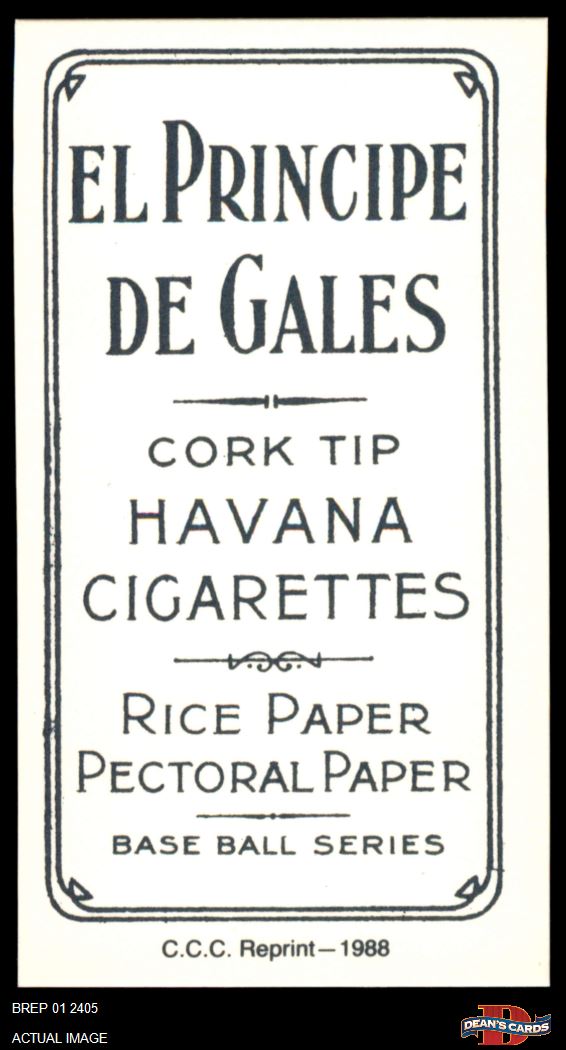 EL PRINCIPE
DE GALES
CORK TIP
HAVANA
CIGARETTES
RICE PAPER
PECTORAL PAPER
BASE BALL SERIES
C.C.C. Reprint—1988
BREP 01 2405
ACTUAL IMAGE
D
DEAN'S CARDS